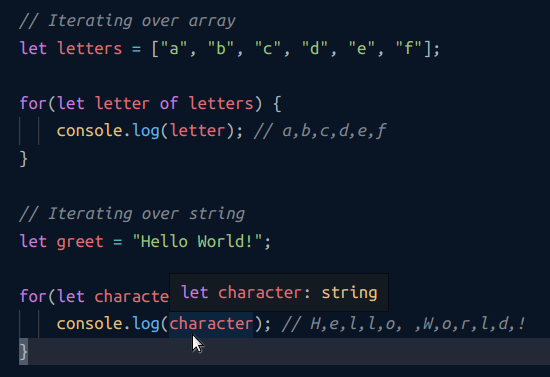 // Iterating over array
let letters = ["a", "b", "c", "d", "e", "f"];
for(let letter of letters) {
console.log(letter); // a,b,c,d,e,f
}
// Iterating over string
let greet = "Hello World!";
let character: string
for(let characte
console.log(character); // H,e,l,l,o, ,W,o,r,l,d,!
}